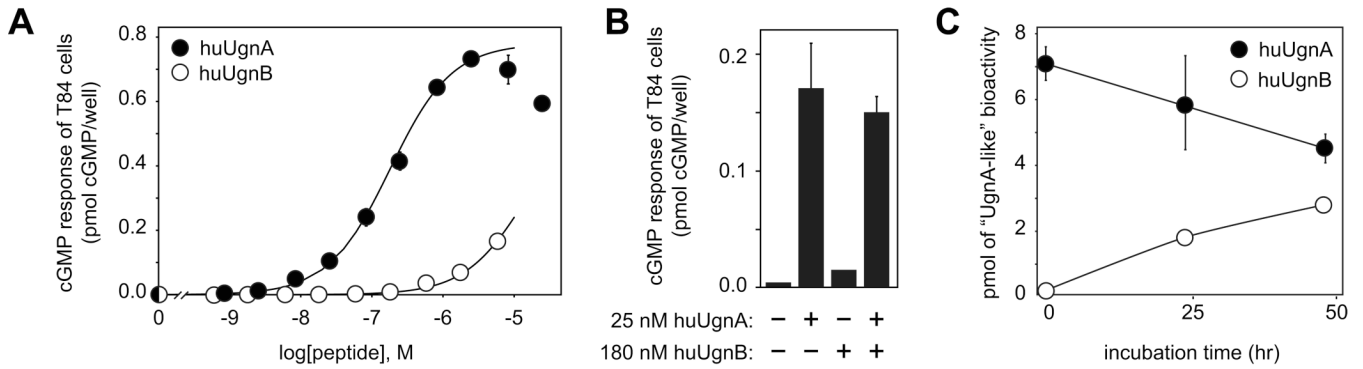 A
cGMP response of T84 cells
(pmol cGMP/well)
0.8
0.6
0.4
0.2
0.0
huUgnA
huUgnB
0
-9
-8
-7
-6
-5
log[peptide], M
B
cGMP response of T84 cells
(pmol cGMP/well)
0.2
0.1
0.0
25 nM huUgnA: − + − +
180 nM huUgnB: − − + +
C
pmol of “UgnA-like” bioactivity
8
6
4
2
0
huUgnA
huUgnB
0
25
50
incubation time (hr)